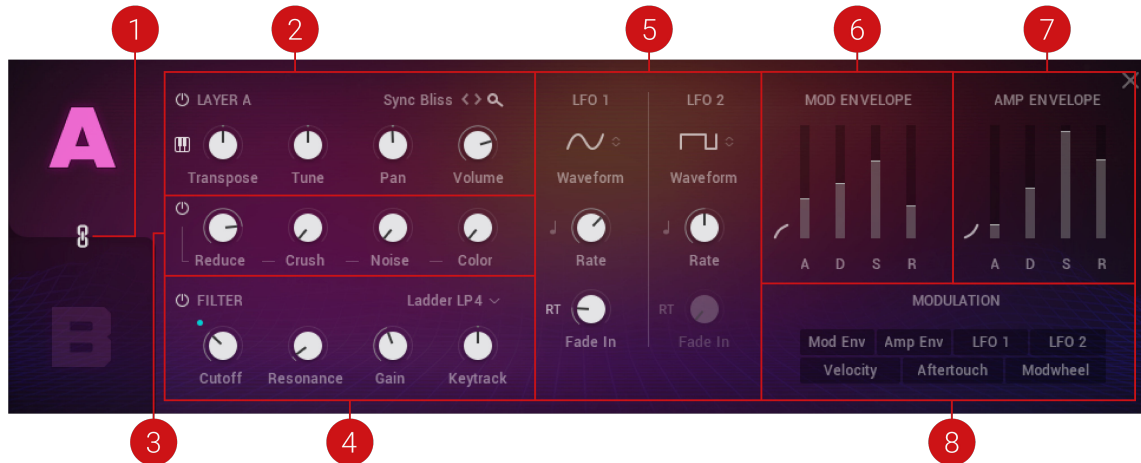 1
2
5
6
7
A
LAYER A
Sync Bliss
Transpose
Tune
Pan
Volume
Reduce
Crush
Noise
Color
B
FILTER
Ladder LP4
Cutoff
Resonance
Gain
Keytrack
LFO 1
LFO 2
Waveform
Waveform
Rate
Rate
RT
RT
Fade In
Fade In
MOD ENVELOPE
A D S R
AMP ENVELOPE
A D S R
MODULATION
Mod Env Amp Env LFO 1 LFO 2
Velocity Aftertouch Modwheel
3
4
8